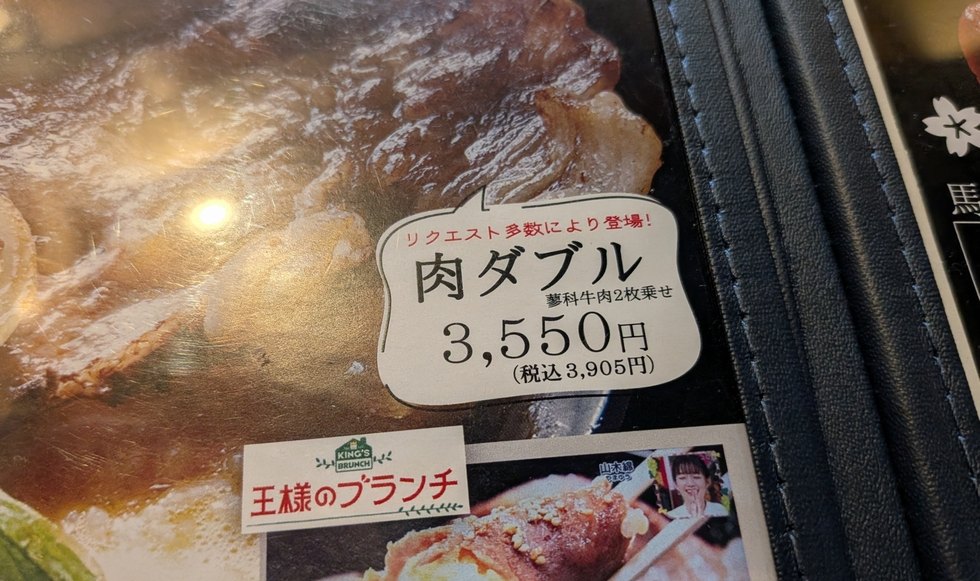 リクエスト多数により登場!
肉ダブル
蓼科牛肉2枚乗せ
3,550円
(税込3,905円)
KING'S
BRUNCH
王様のブランチ
馬